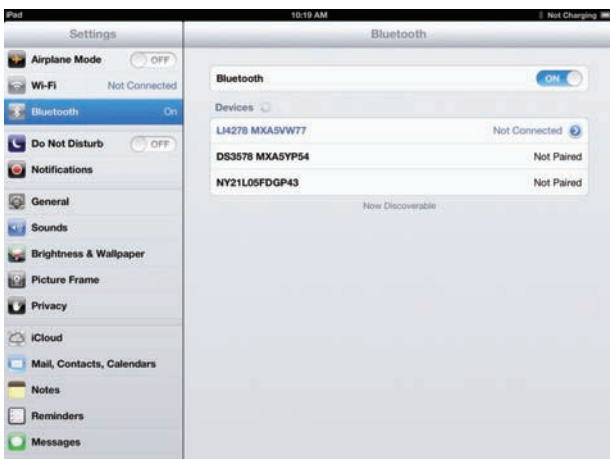 iPad 10:19 AM Not Charging
Settings
Bluetooth
Airplane Mode OFF
Wi-Fi Not Connected
Bluetooth On
Do Not Disturb OFF
Notifications
General
Sounds
Brightness & Wallpaper
Picture Frame
Privacy
iCloud
Mail, Contacts, Calendars
Notes
Reminders
Messages
Bluetooth ON
Devices
LI4278 MXA5VW77 Not Connected
DS3578 MXA5YP54 Not Paired
NY21L05FDGP43 Not Paired
Now Discoverable